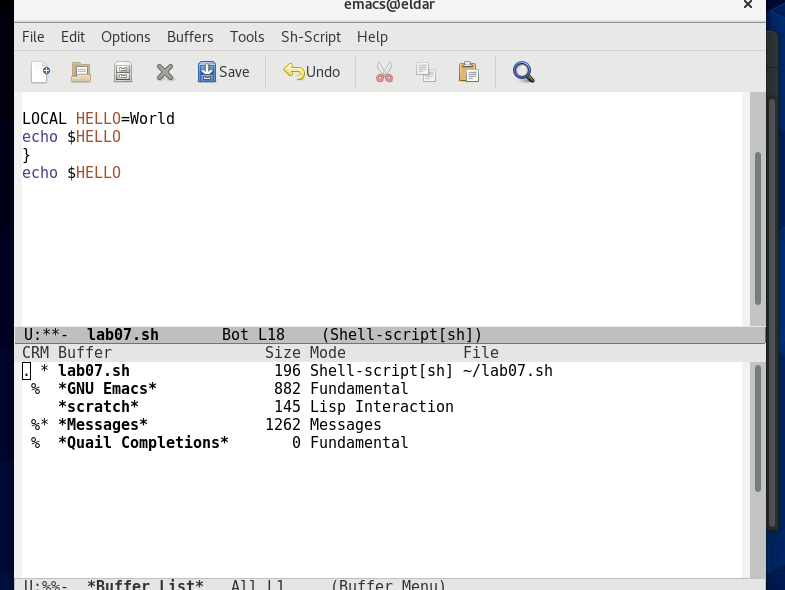 emacs@eldar ×
File Edit Options Buffers Tools Sh-Script Help
Save Undo
LOCAL HELLO=World
echo $HELLO
}
echo $HELLO
U:**-  lab07.sh       Bot L18    (Shell-script[sh])
CRM Buffer                 Size Mode             File
. * lab07.sh                196 Shell-script[sh] ~/lab07.sh
 %  *GNU Emacs*             882 Fundamental
    *scratch*               145 Lisp Interaction
 %* *Messages*             1262 Messages
 %  *Quail Completions*       0 Fundamental
U:%%-  *Buffer List*   All L1     (Buffer Menu)